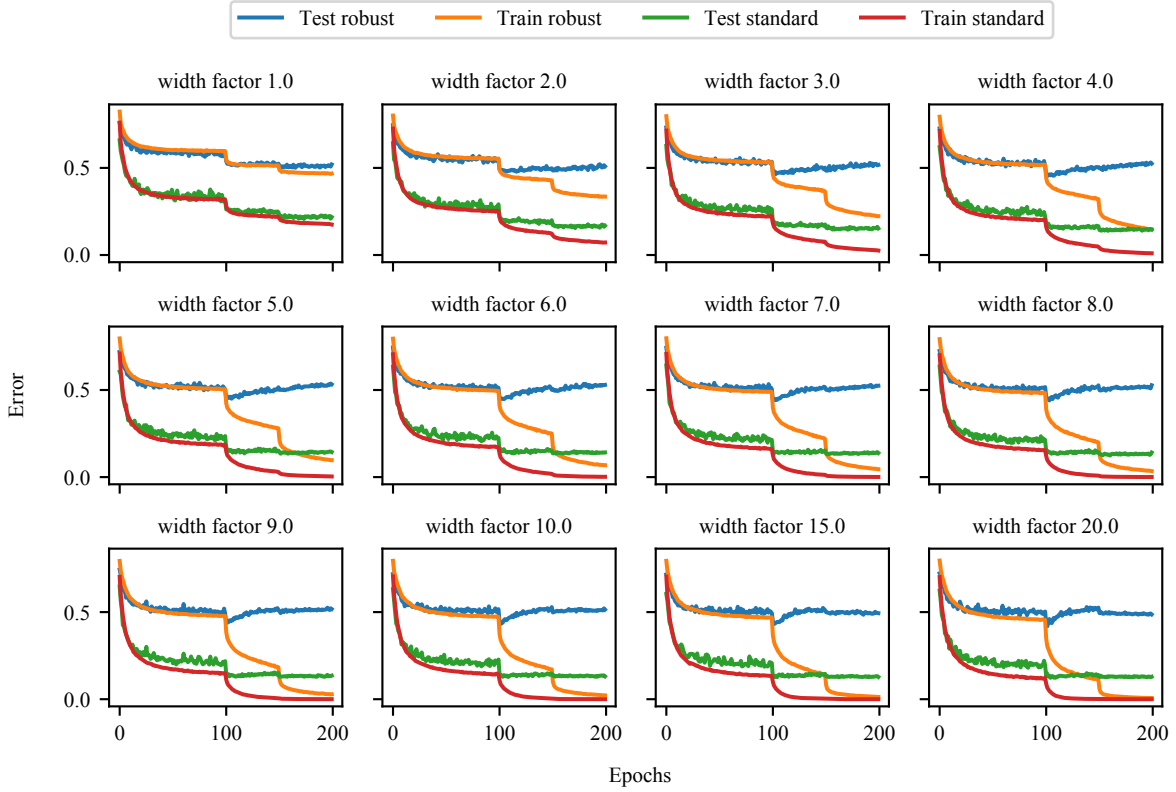 Test robust Train robust Test standard Train standard
width factor 1.0 width factor 2.0 width factor 3.0 width factor 4.0
0.5
0.0
width factor 5.0 width factor 6.0 width factor 7.0 width factor 8.0
0.5
0.0
Error
width factor 9.0 width factor 10.0 width factor 15.0 width factor 20.0
0.5
0.0
0 100 200 0 100 200 0 100 200 0 100 200
Epochs